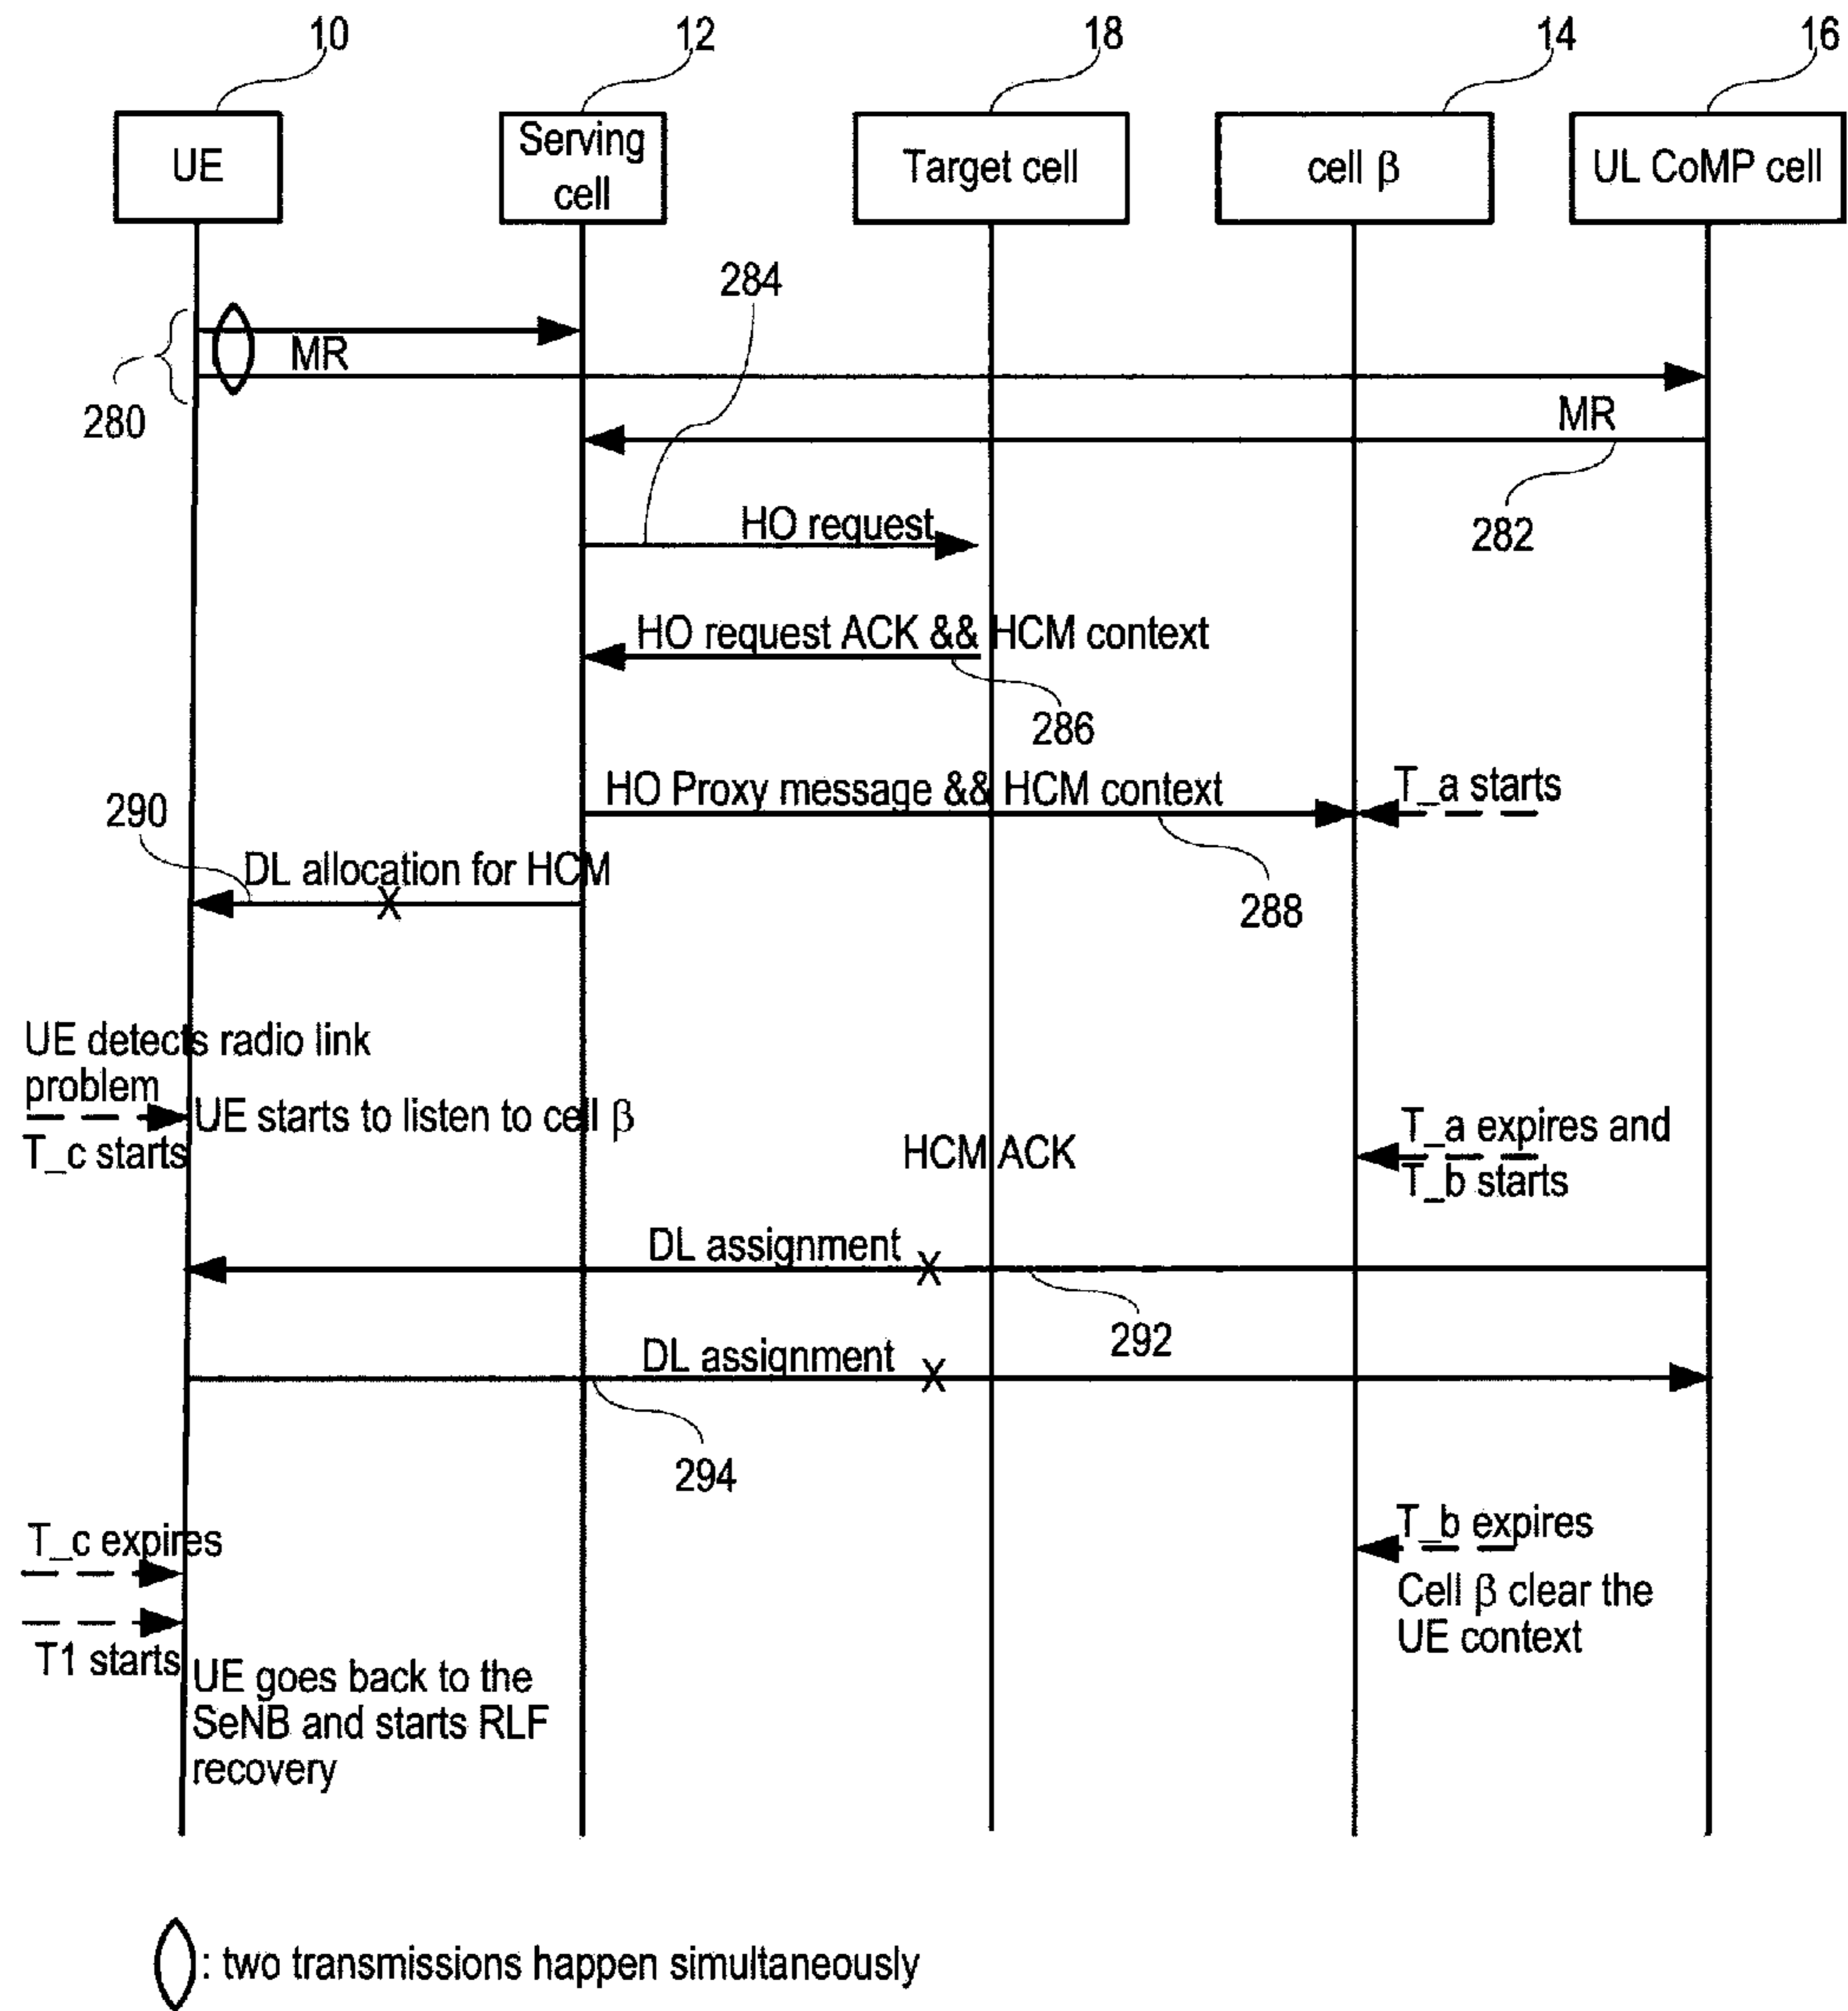 10
12
18
14
16
UE
Serving
cell
Target cell
cell β
UL CoMP cell
284
MR
280
MR
282
HO request
HO request ACK && HCM context
286
HO Proxy message && HCM context
T_a starts
290
DL allocation for HCM
X
288
UE detects radio link
problem
T_c starts
UE starts to listen to cell β
HCM ACK
T_a expires and
T_b starts
DL assignment
X
292
DL assignment
X
294
T_c expires
T1 starts
UE goes back to the
SeNB and starts RLF
recovery
T_b expires
Cell β clear the
UE context
: two transmissions happen simultaneously